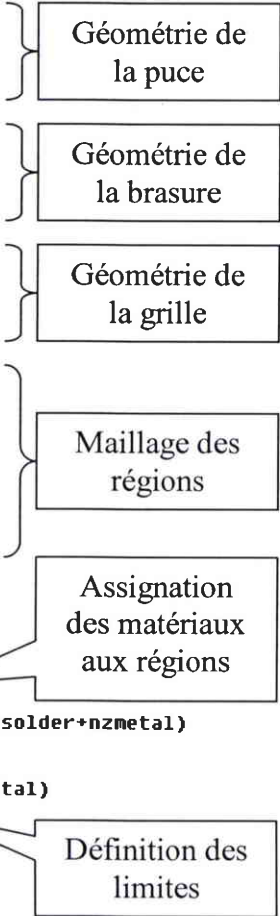 Géométrie de
la puce
Géométrie de
la brasure
Géométrie de
la grille
Maillage des
régions
Assignation
des matériaux
aux régions
solder+nzmetal)
tal)
Définition des
limites